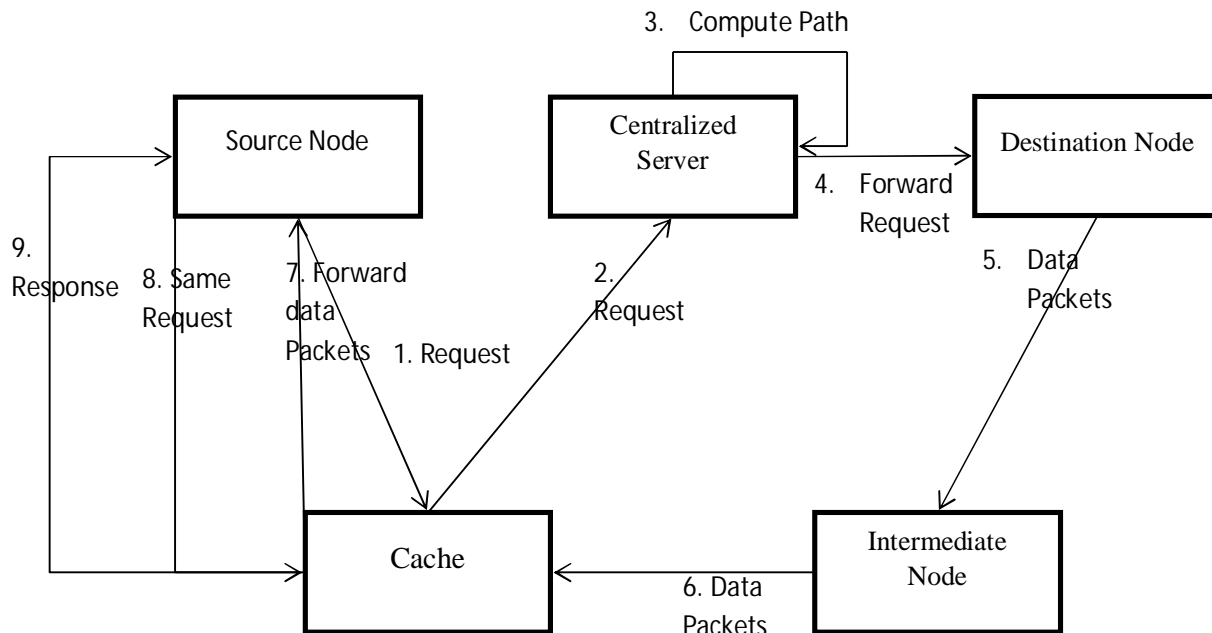 3. Compute Path
Source Node
Centralized
Server
Destination Node
4. Forward
Request
9.
Response
8. Same
Request
7. Forward
data
Packets
2.
Request
5. Data
Packets
1. Request
Cache
Intermediate
Node
6. Data
Packets